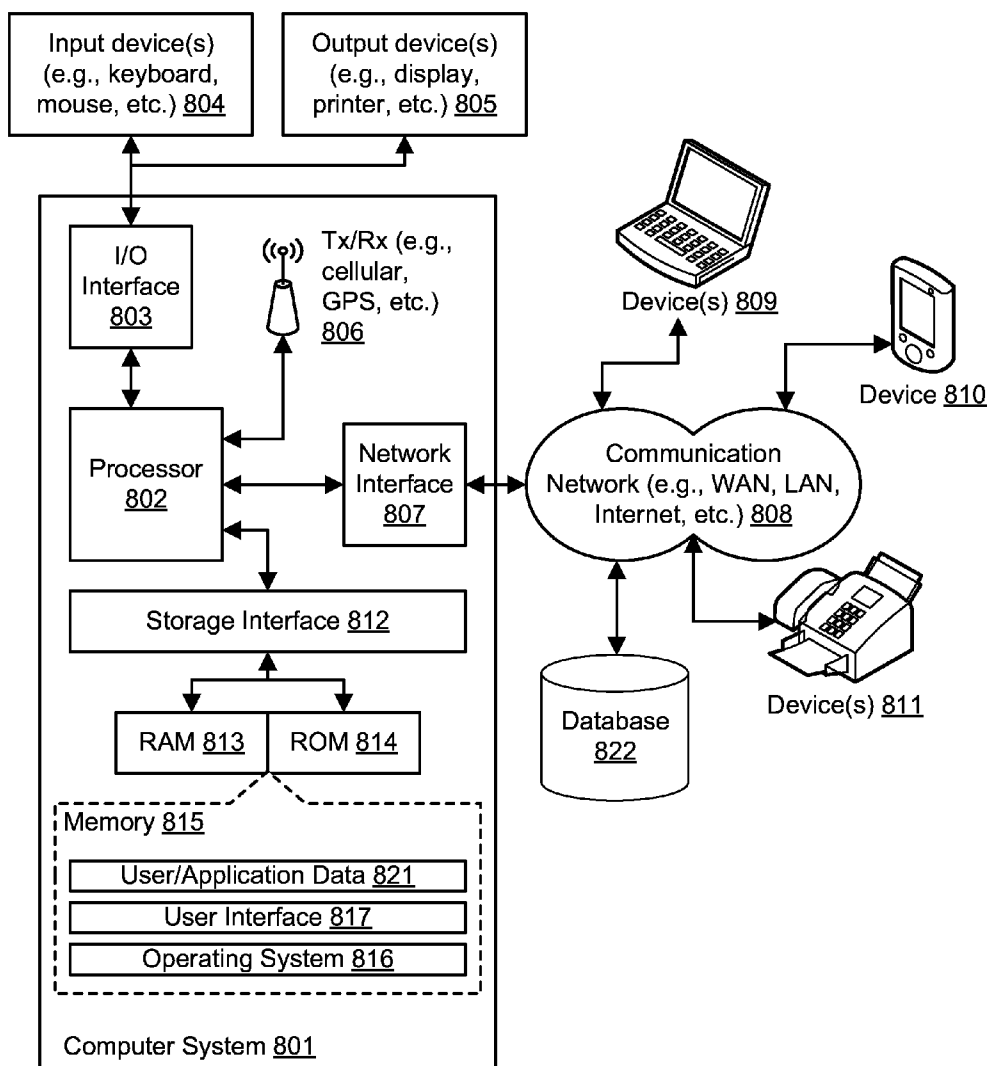 Input device(s)
(e.g., keyboard,
mouse, etc.) 804
Output device(s)
(e.g., display,
printer, etc.) 805
I/O
Interface
803
Tx/Rx (e.g.,
cellular,
GPS, etc.)
806
Device(s) 809
Device 810
Processor
802
Network
Interface
807
Communication
Network (e.g., WAN, LAN,
Internet, etc.) 808
Storage Interface 812
Device(s) 811
RAM 813
ROM 814
Database
822
Memory 815
User/Application Data 821
User Interface 817
Operating System 816
Computer System 801